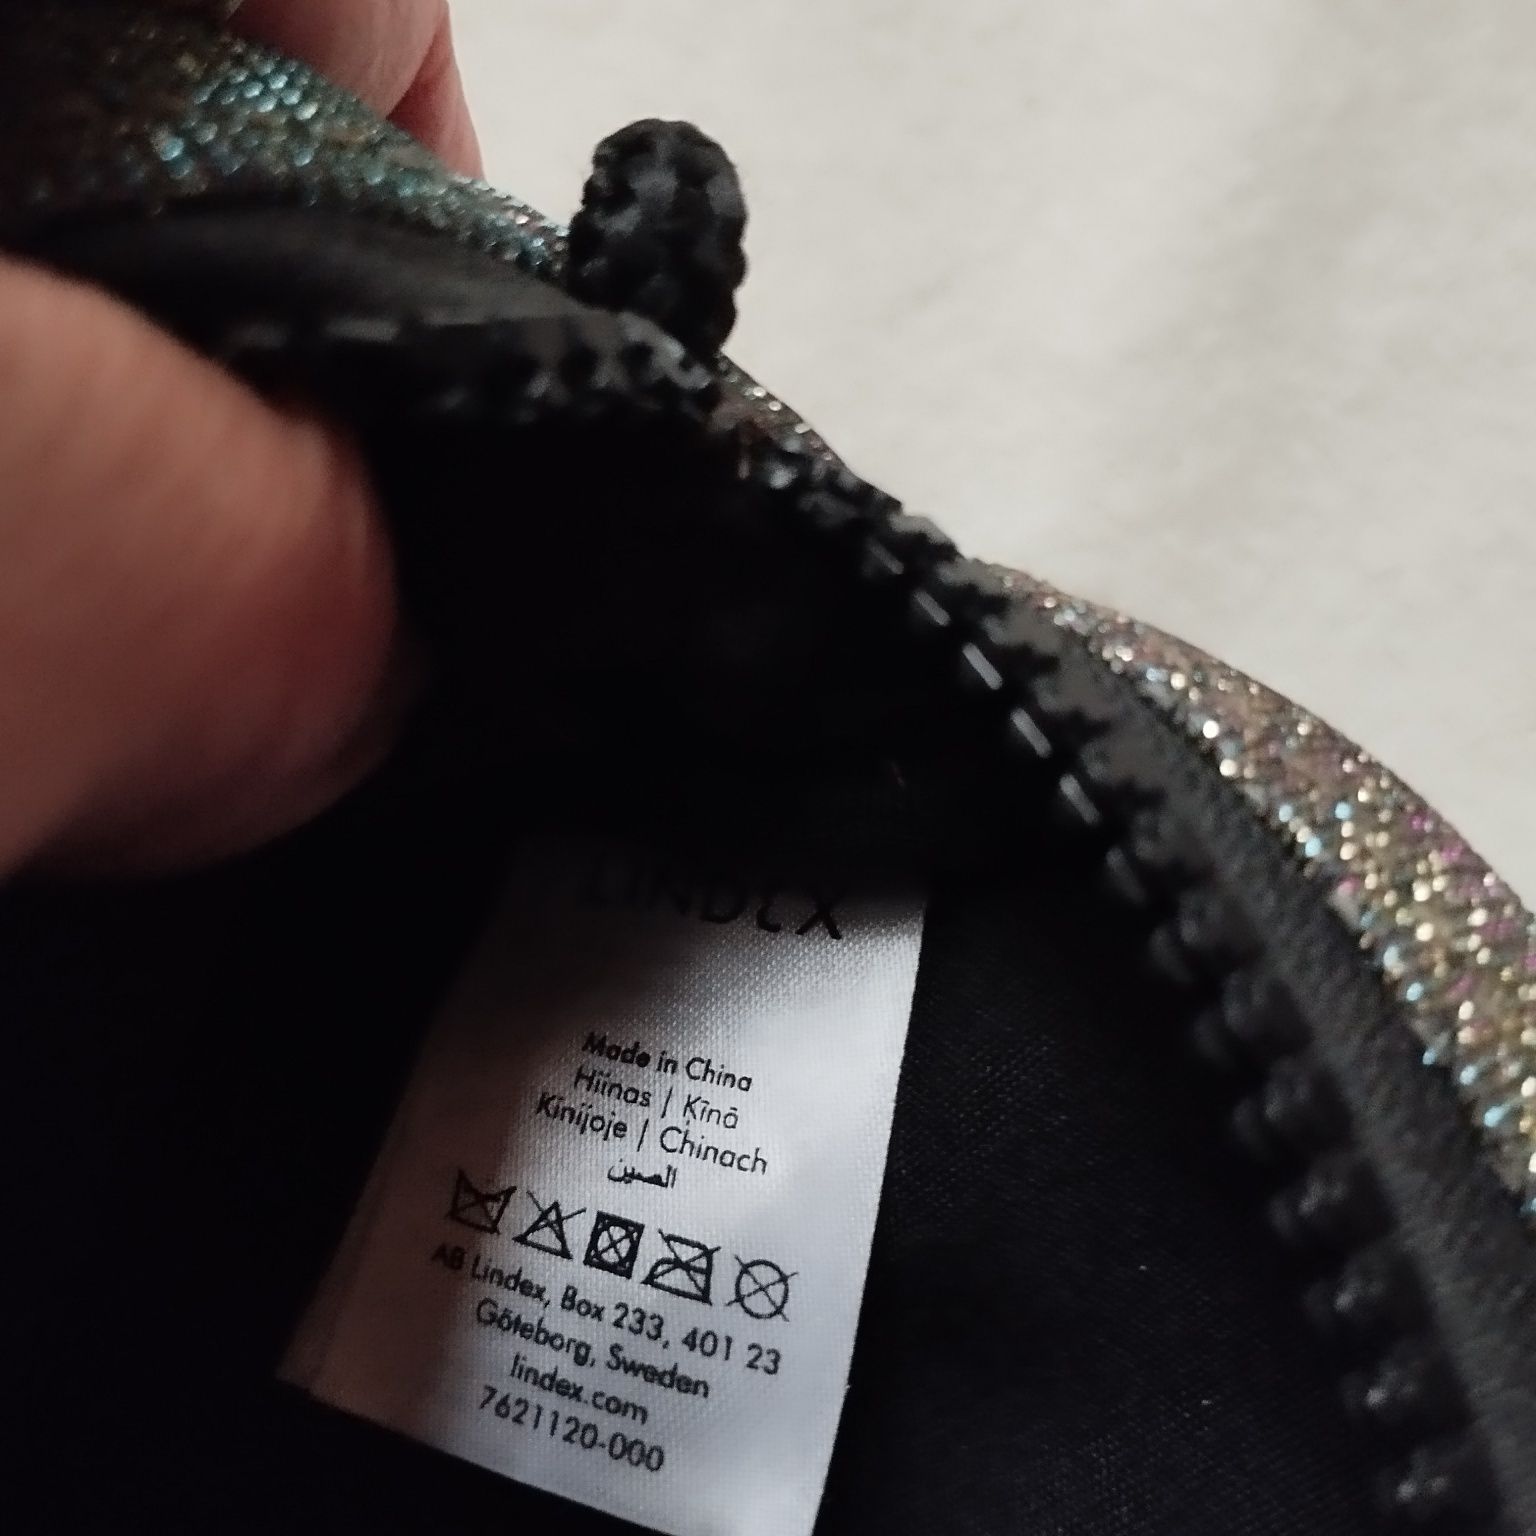 LINDEX
Made in China
Hiinas | Ķīnā
Kinijoje | Chinach
الصين
AB Lindex, Box 233, 401 23
Göteborg, Sweden
lindex.com
7621120-000